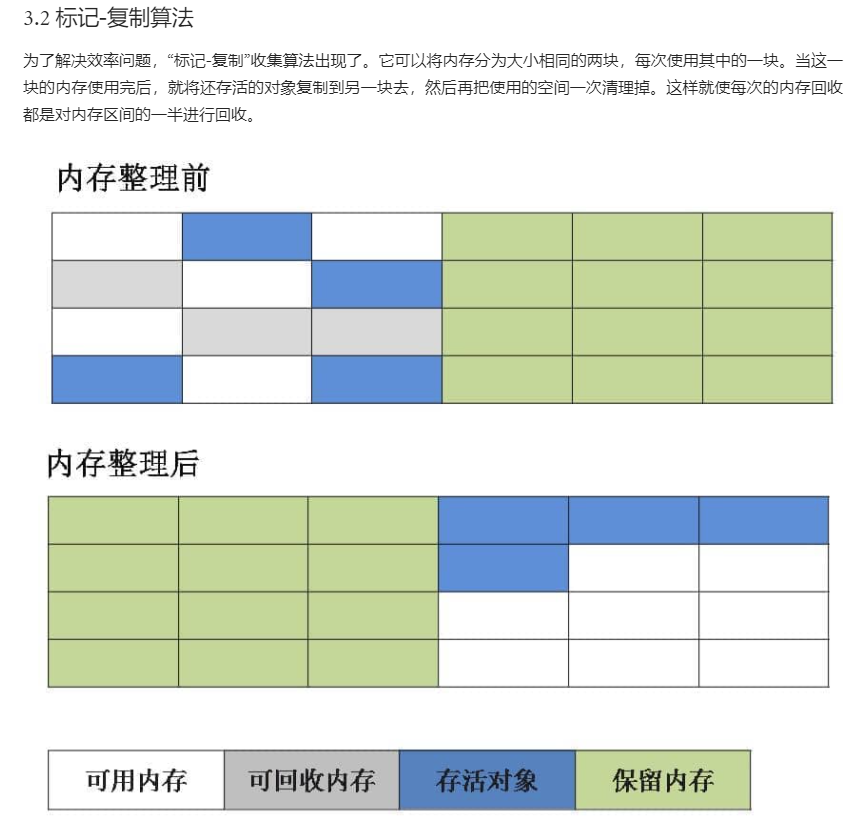 3.2 标记-复制算法
为了解决效率问题，“标记-复制”收集算法出现了。它可以将内存分为大小相同的两块，每次使用其中的一块。当这一
块的内存使用完后，就将还存活的对象复制到另一块去，然后再把使用的空间一次清理掉。这样就使每次的内存回收
都是对内存区间的一半进行回收。
内存整理前
内存整理后
可用内存 可回收内存 存活对象 保留内存